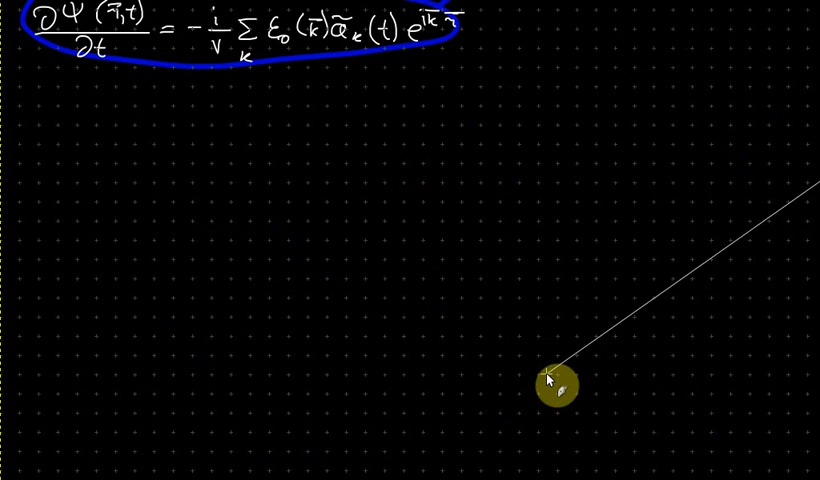 ∂Ψ(r̄,t)/∂t = - i/V Σ_k ε₀(k̄) ã_k(t) e^{ik̄r̄}